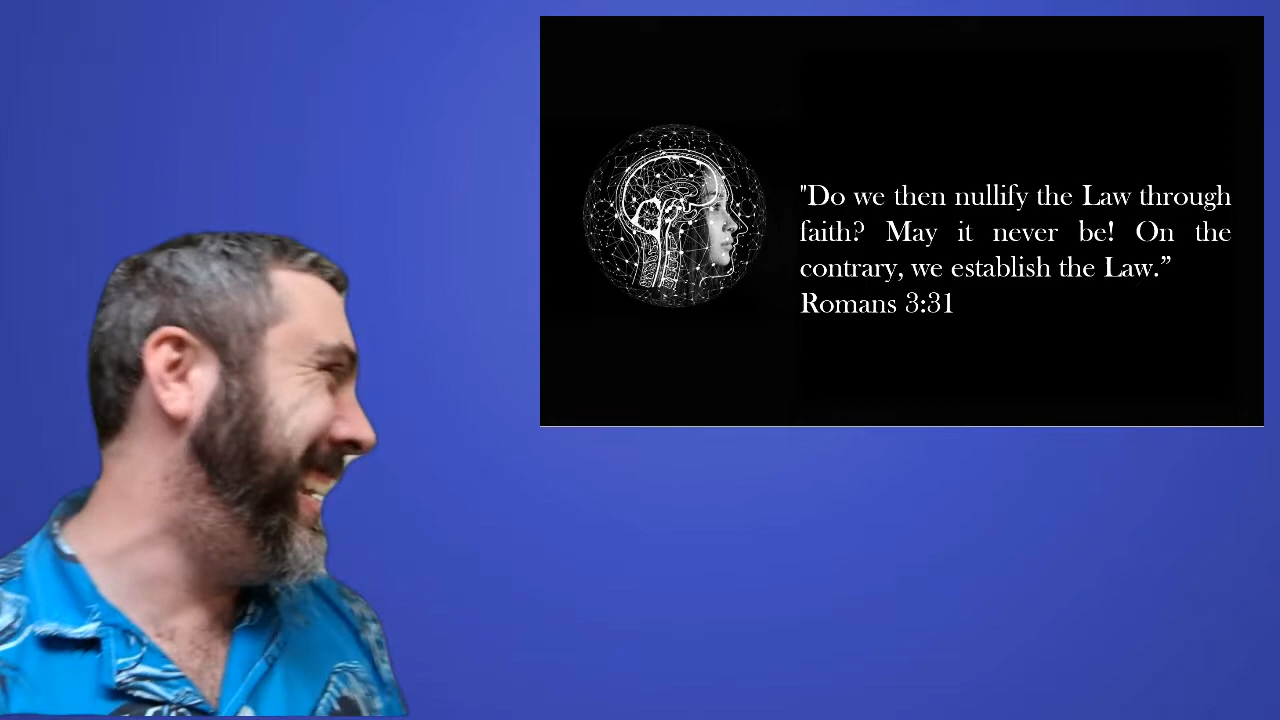 "Do we then nullify the Law through
faith? May it never be! On the
contrary, we establish the Law.”
Romans 3:31